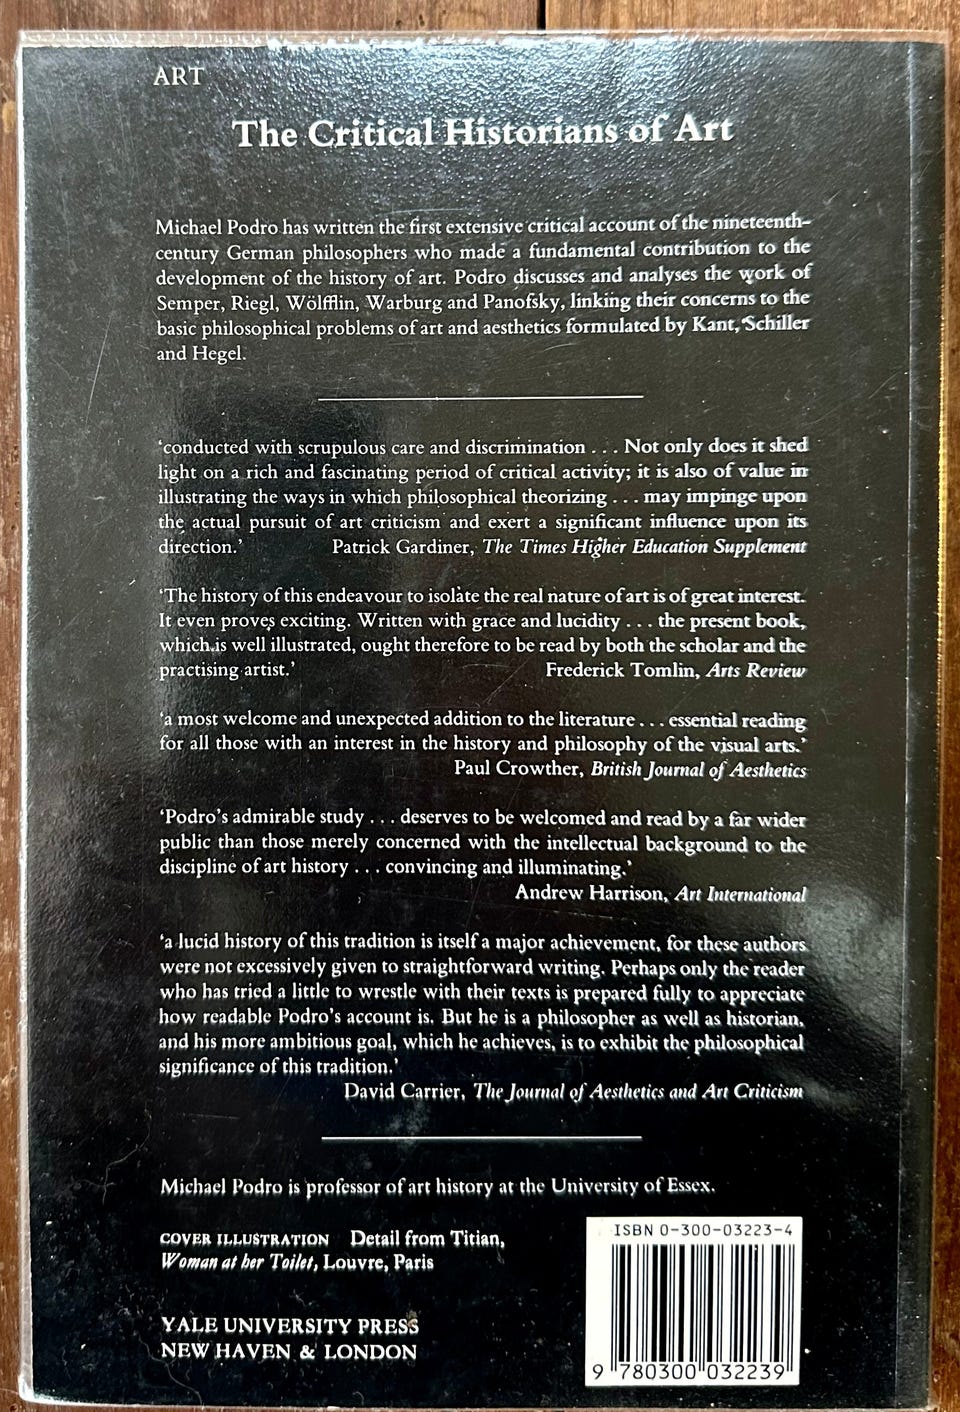 ART
The Critical Historians of Art
Michael Podro has written the first extensive critical account of the nineteenth-
century German philosophers who made a fundamental contribution to the
development of the history of art. Podro discusses and analyses the work of
Semper, Riegl, Wölfflin, Warburg and Panofsky, linking their concerns to the
basic philosophical problems of art and aesthetics formulated by Kant, Schiller
and Hegel.
‘conducted with scrupulous care and discrimination . . . Not only does it shed
light on a rich and fascinating period of critical activity; it is also of value in
illustrating the ways in which philosophical theorizing . . . may impinge upon
the actual pursuit of art criticism and exert a significant influence upon its
direction.’ Patrick Gardiner, The Times Higher Education Supplement
‘The history of this endeavour to isolate the real nature of art is of great interest.
It even proves exciting. Written with grace and lucidity . . . the present book,
which is well illustrated, ought therefore to be read by both the scholar and the
practising artist.’ Frederick Tomlin, Arts Review
‘a most welcome and unexpected addition to the literature . . . essential reading
for all those with an interest in the history and philosophy of the visual arts.’
Paul Crowther, British Journal of Aesthetics
‘Podro’s admirable study . . . deserves to be welcomed and read by a far wider
public than those merely concerned with the intellectual background to the
discipline of art history . . . convincing and illuminating.’
Andrew Harrison, Art International
‘a lucid history of this tradition is itself a major achievement, for these authors
were not excessively given to straightforward writing. Perhaps only the reader
who has tried a little to wrestle with their texts is prepared fully to appreciate
how readable Podro’s account is. But he is a philosopher as well as historian,
and his more ambitious goal, which he achieves, is to exhibit the philosophical
significance of this tradition.’
David Carrier, The Journal of Aesthetics and Art Criticism
Michael Podro is professor of art history at the University of Essex.
COVER ILLUSTRATION Detail from Titian,
Woman at her Toilet, Louvre, Paris
YALE UNIVERSITY PRESS
NEW HAVEN & LONDON
ISBN 0-300-03223-4
9 780300 032239